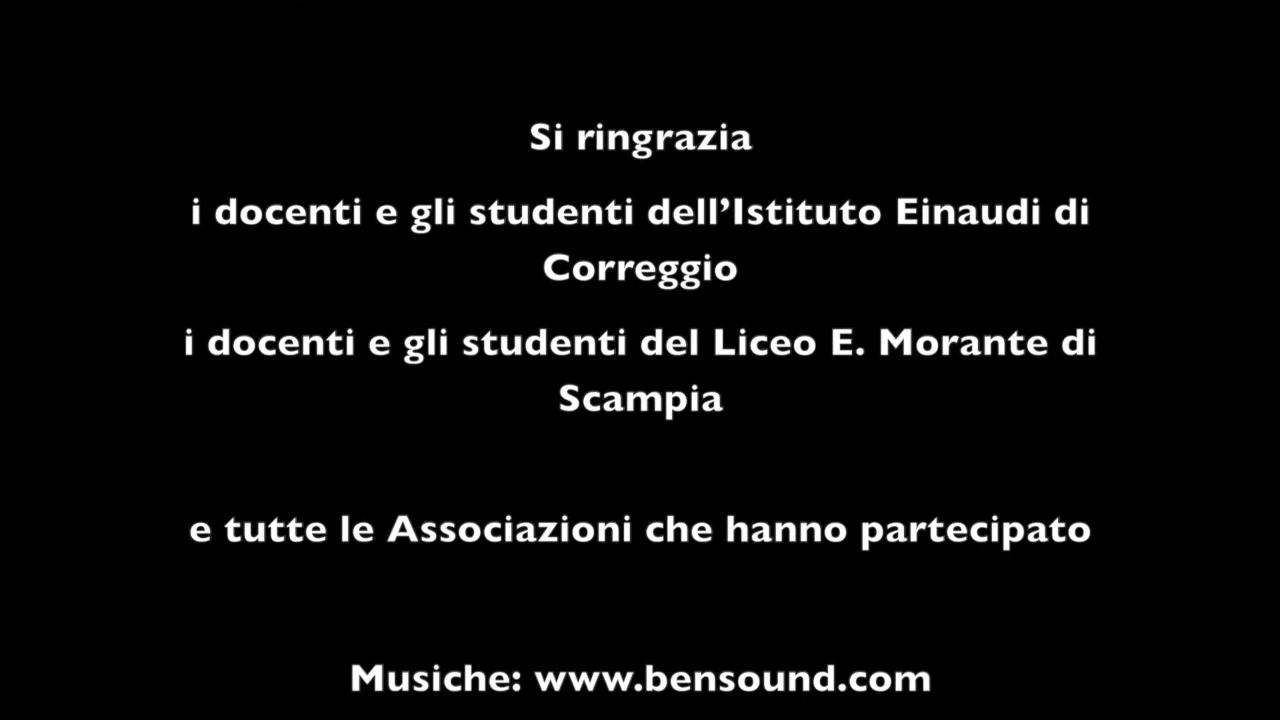 Si ringrazia
i docenti e gli studenti dell’Istituto Einaudi di
Correggio
i docenti e gli studenti del Liceo E. Morante di
Scampia
e tutte le Associazioni che hanno partecipato
Musiche: www.bensound.com